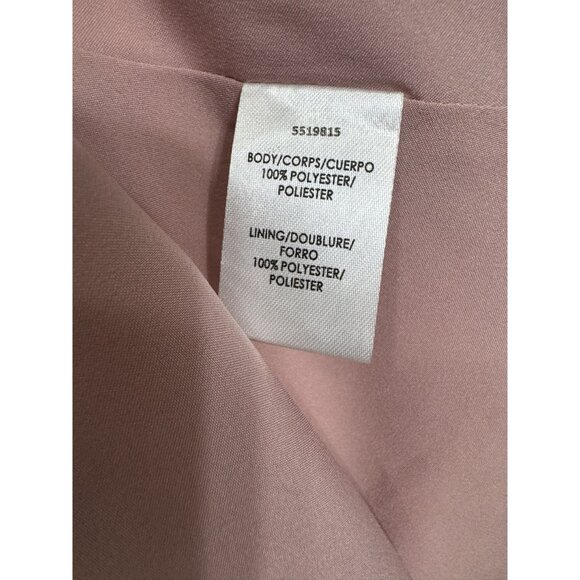 5519815
BODY/CORPS/CUERPO
100% POLYESTER/
POLIESTER
LINING/DOUBLURE/
FORRO
100% POLYESTER/
POLIESTER